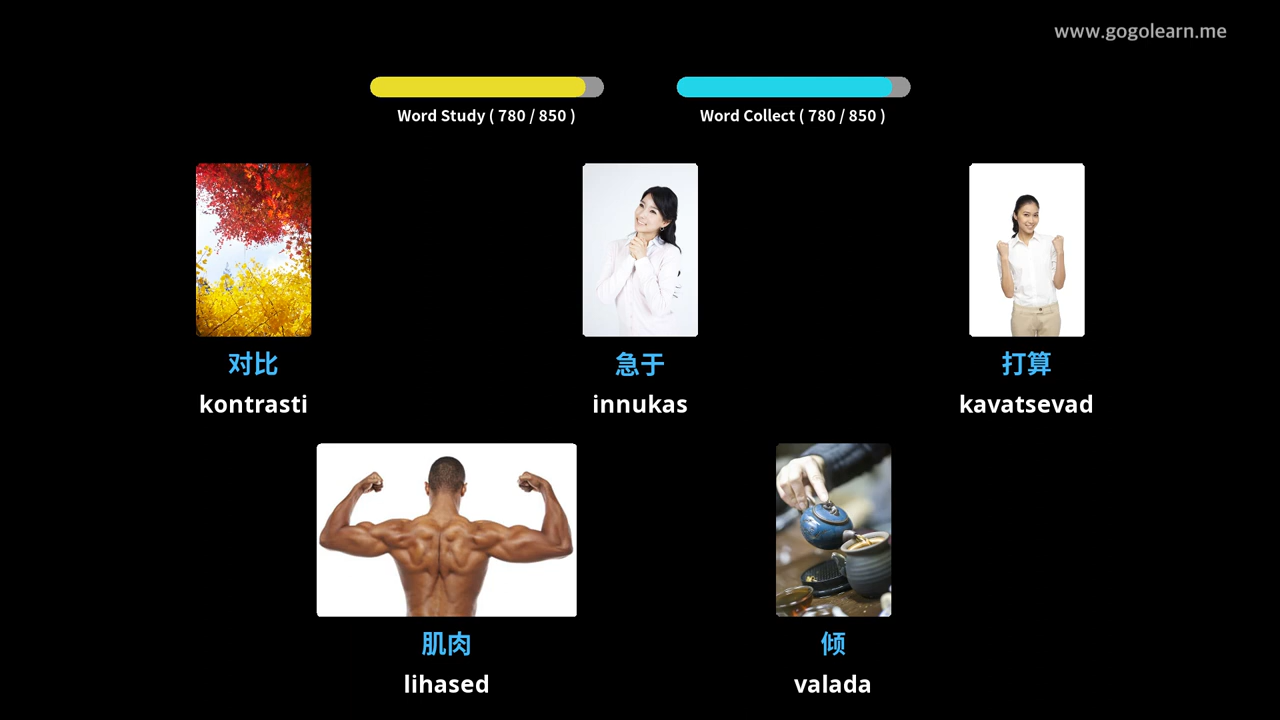 www.gogolearn.me
Word Study ( 780 / 850 )
Word Collect ( 780 / 850 )
对比
kontrasti
急于
innukas
打算
kavatsevad
肌肉
lihased
倾
valada